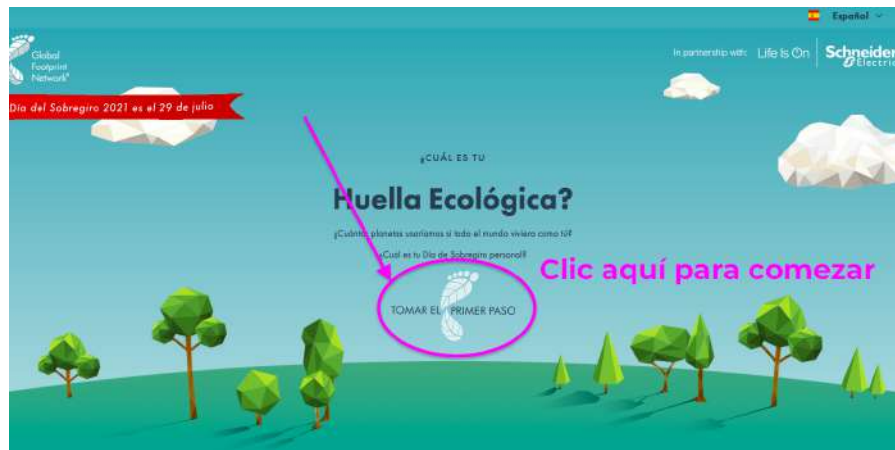 Español
Global
Footprint
Network®
In partnership with:
Life Is On
Schneider
Electric
Día del Sobregiro 2021 es el 29 de julio
¿CUÁL ES TU
Huella Ecológica?
¿Cuántos planetas usaríamos si todo el mundo viviera como tú?
¿Cuál es tu Día de Sobregiro personal?
Clic aquí para comezar
TOMAR EL PRIMER PASO